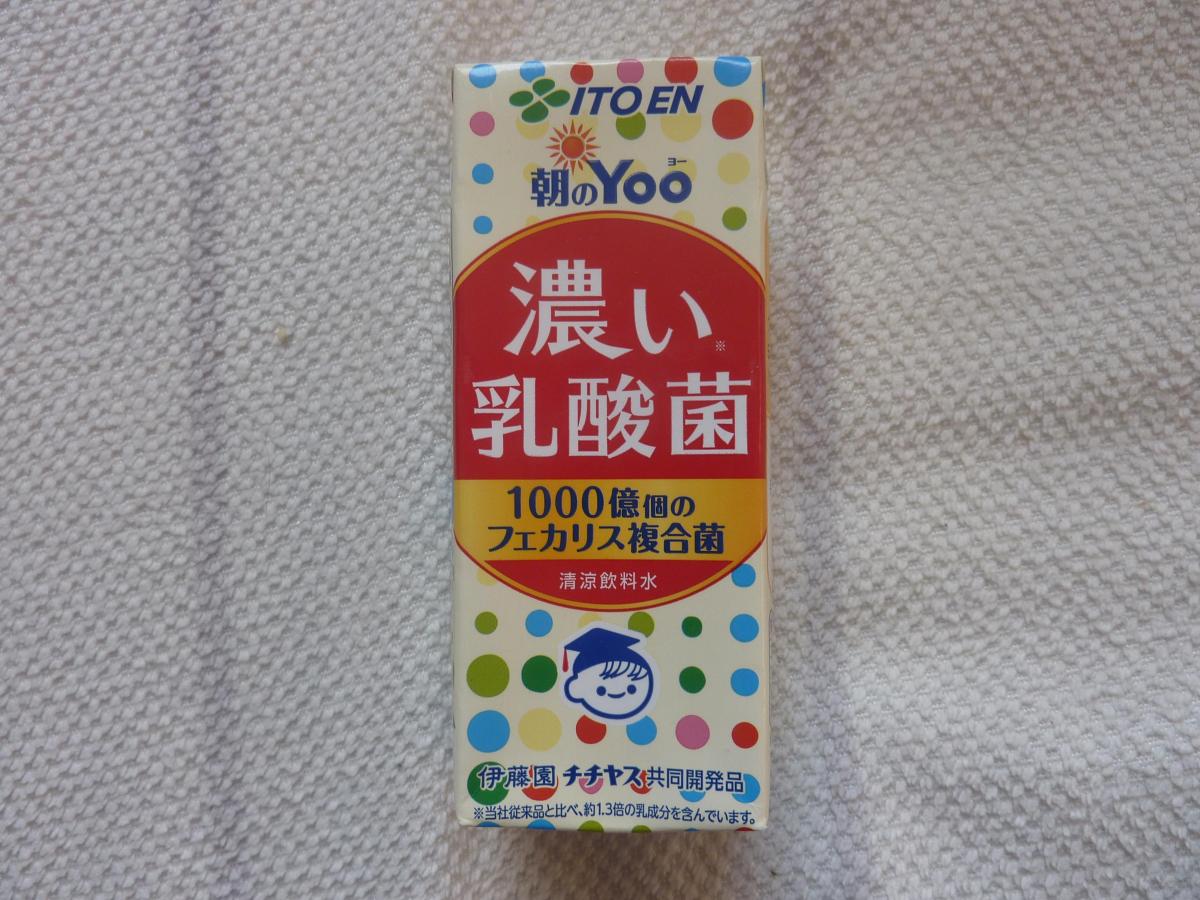 ITO EN
ヨー
朝のYoo
濃い※
乳酸菌
1000億個の
フェカリス複合菌
清涼飲料水
伊藤園 チチヤス共同開発品
※当社従来品と比べ、約1.3倍の乳成分を含んでいます。